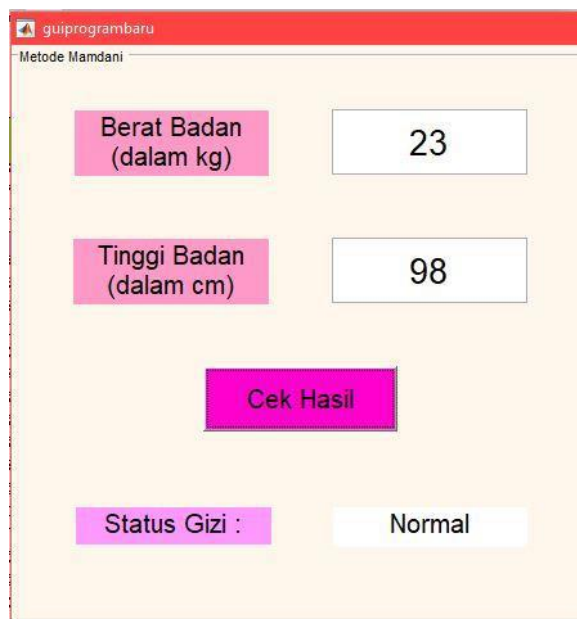 guiprogrambaru
Metode Mamdani
Berat Badan
(dalam kg)
23
Tinggi Badan
(dalam cm)
98
Cek Hasil
Status Gizi :
Normal